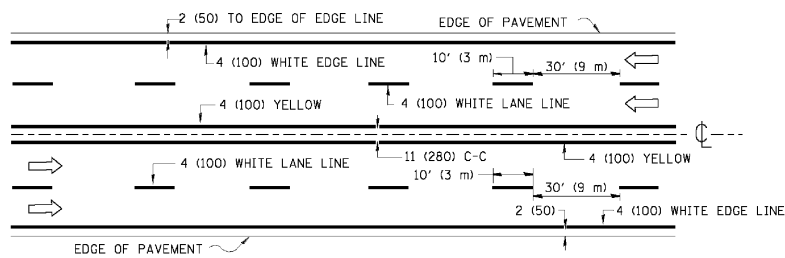 2 (50) TO EDGE OF EDGE LINE
EDGE OF PAVEMENT
4 (100) WHITE EDGE LINE
10' (3 m)
30' (9 m)
4 (100) YELLOW
4 (100) WHITE LANE LINE
℄
4 (100) WHITE LANE LINE
11 (280) C-C
4 (100) YELLOW
10' (3 m)
30' (9 m)
2 (50)
4 (100) WHITE EDGE LINE
EDGE OF PAVEMENT